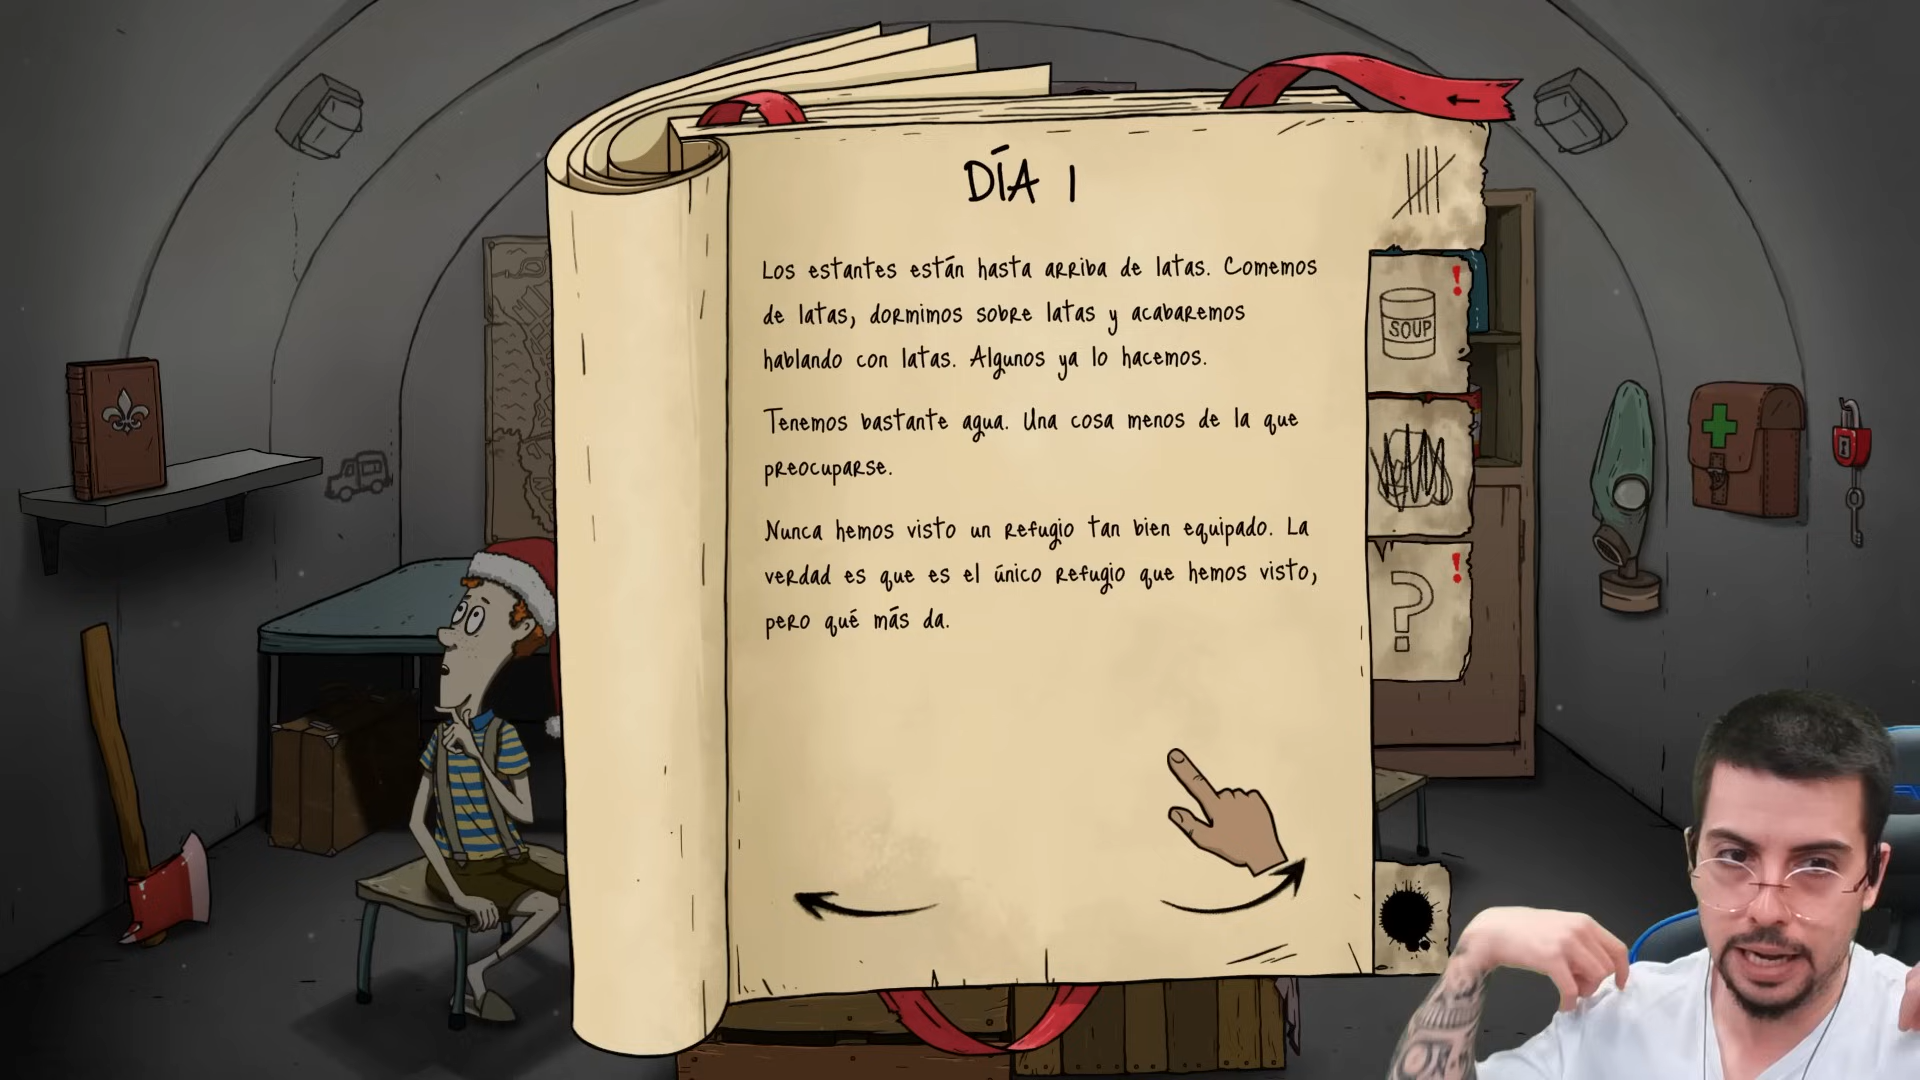 DÍA 1
Los estantes están hasta arriba de latas. Comemos
de latas, dormimos sobre latas y acabaremos
hablando con latas. Algunos ya lo hacemos.
Tenemos bastante agua. Una cosa menos de la que
preocuparse.
Nunca hemos visto un refugio tan bien equipado. La
verdad es que es el único refugio que hemos visto,
pero qué más da.
!
SOUP
!
?